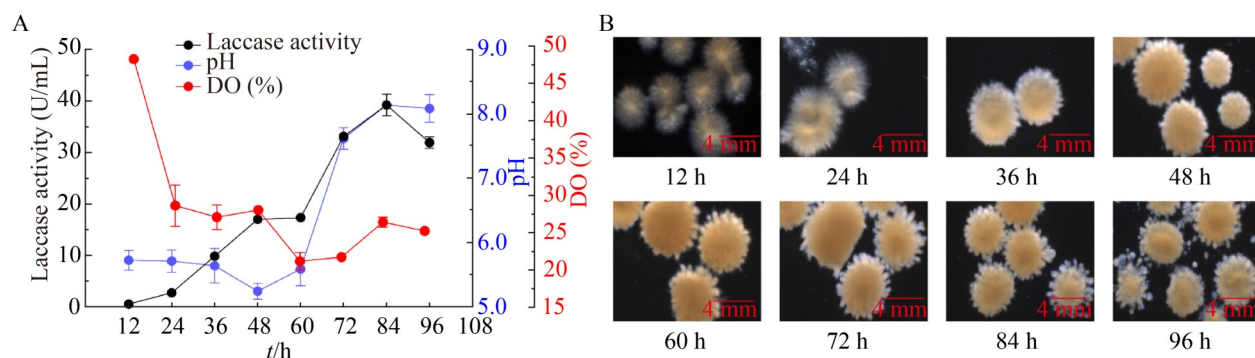 A
Laccase activity (U/mL)
50
40
30
20
10
0
Laccase activity
pH
DO (%)
9.0
8.0
7.0
6.0
5.0
pH
50
45
40
35
30
25
20
15
DO (%)
12 24 36 48 60 72 84 96 108
t/h
B
4 mm 4 mm 4 mm 4 mm
12 h 24 h 36 h 48 h
4 mm 4 mm 4 mm 4 mm
60 h 72 h 84 h 96 h